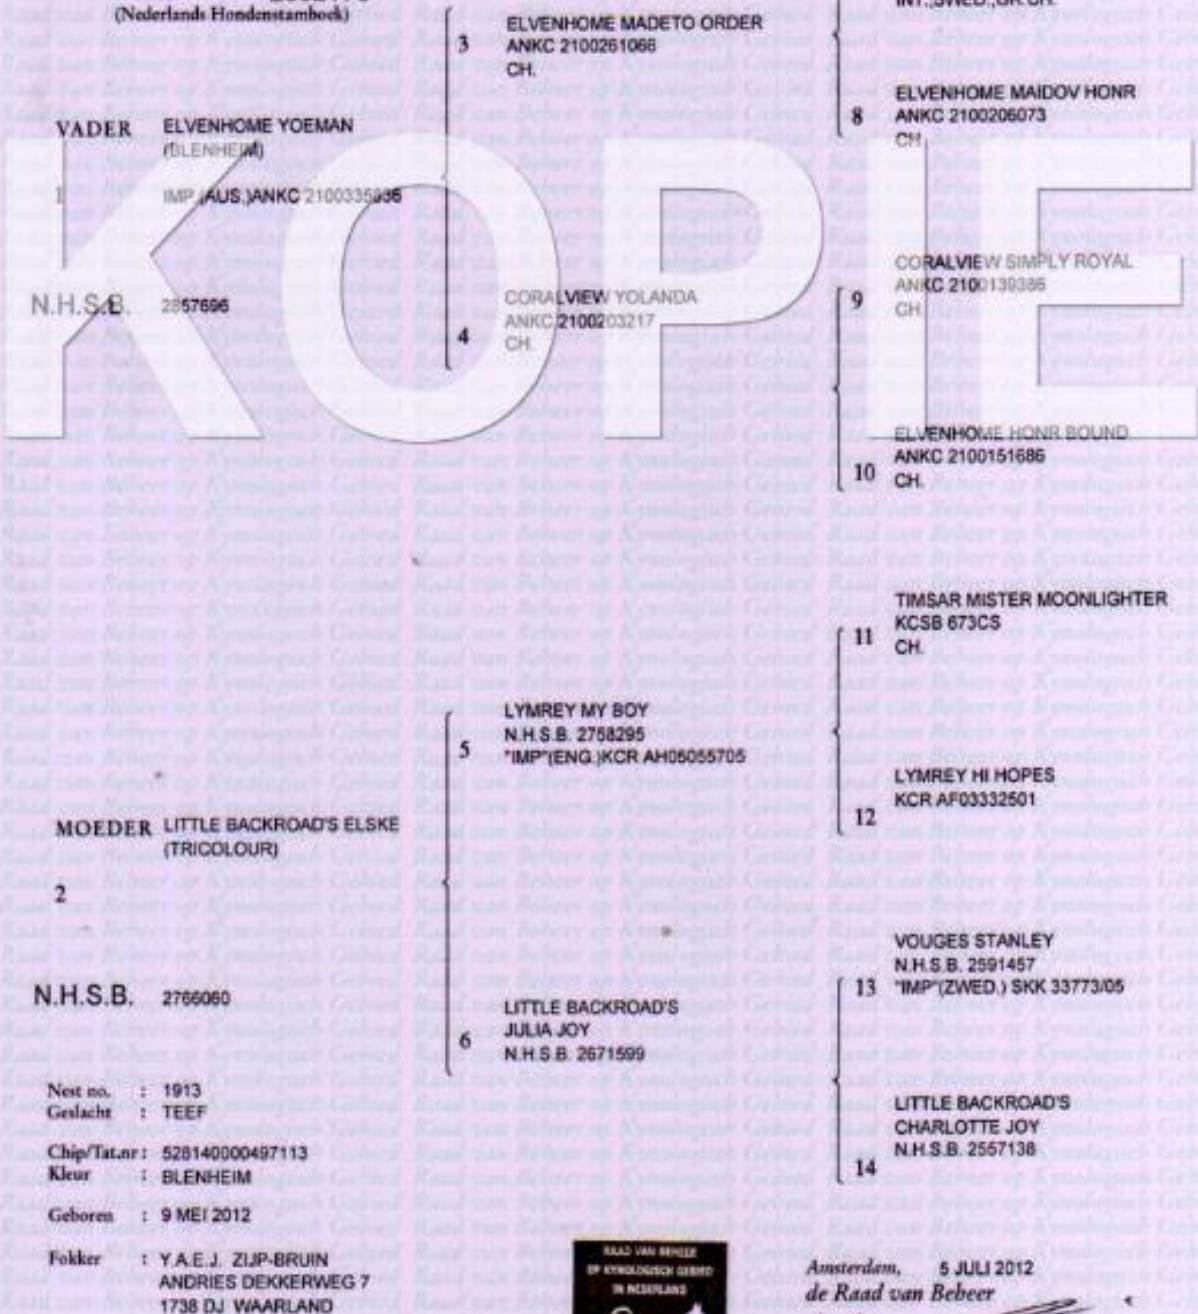 (Nederlands Hondenstamboek)
VADER ELVENHOME YOEMAN
(BLENHEIM)
1 IMP.(AUS.)ANKC 2100335936
N.H.S.B. 2857696
MOEDER LITTLE BACKROAD'S ELSKE
(TRICOLOUR)
2
N.H.S.B. 2766060
Nest no. : 1913
Geslacht : TEEF
Chip/Tat.nr : 528140000497113
Kleur : BLENHEIM
Geboren : 9 MEI 2012
Fokker : Y.A.E.J. ZIJP-BRUIN
ANDRIES DEKKERWEG 7
1738 DJ WAARLAND
3 ELVENHOME MADETO ORDER
ANKC 2100261066
CH.
4 CORALVIEW YOLANDA
ANKC 2100203217
CH
5 LYMREY MY BOY
N.H.S.B. 2758295
"IMP"(ENG.)KCR AH05055705
6 LITTLE BACKROAD'S
JULIA JOY
N.H.S.B. 2671599
8 ELVENHOME MAIDOV HONR
ANKC 2100206073
CH.
9 CORALVIEW SIMPLY ROYAL
ANKC 2100139386
CH.
10 ELVENHOME HONR BOUND
ANKC 2100151686
CH.
11 TIMSAR MISTER MOONLIGHTER
KCSB 673CS
CH.
12 LYMREY HI HOPES
KCR AF03332501
13 VOUGES STANLEY
N.H.S.B. 2591457
"IMP"(ZWED.) SKK 33773/05
14 LITTLE BACKROAD'S
CHARLOTTE JOY
N.H.S.B. 2557138
RAAD VAN BEHEER
OP KYNOLOGISCH GEBIED
IN NEDERLAND
Amsterdam, 5 JULI 2012
de Raad van Beheer
KOPIE
Raad van Beheer op Kynologisch Gebied